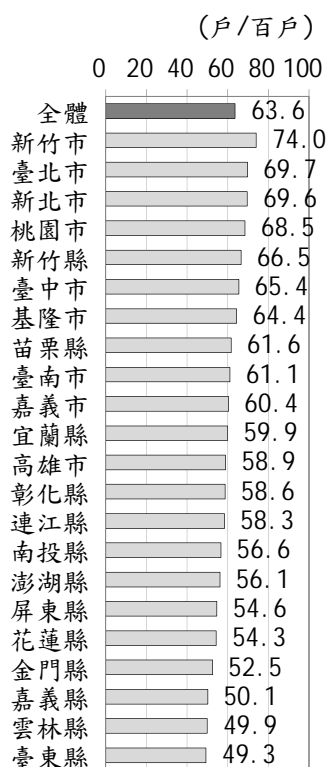 (戶/百戶)
0 20 40 60 80 100
全體 63.6
新竹市 74.0
臺北市 69.7
新北市 69.6
桃園市 68.5
新竹縣 66.5
臺中市 65.4
基隆市 64.4
苗栗縣 61.6
臺南市 61.1
嘉義市 60.4
宜蘭縣 59.9
高雄市 58.9
彰化縣 58.6
連江縣 58.3
南投縣 56.6
澎湖縣 56.1
屏東縣 54.6
花蓮縣 54.3
金門縣 52.5
嘉義縣 50.1
雲林縣 49.9
臺東縣 49.3